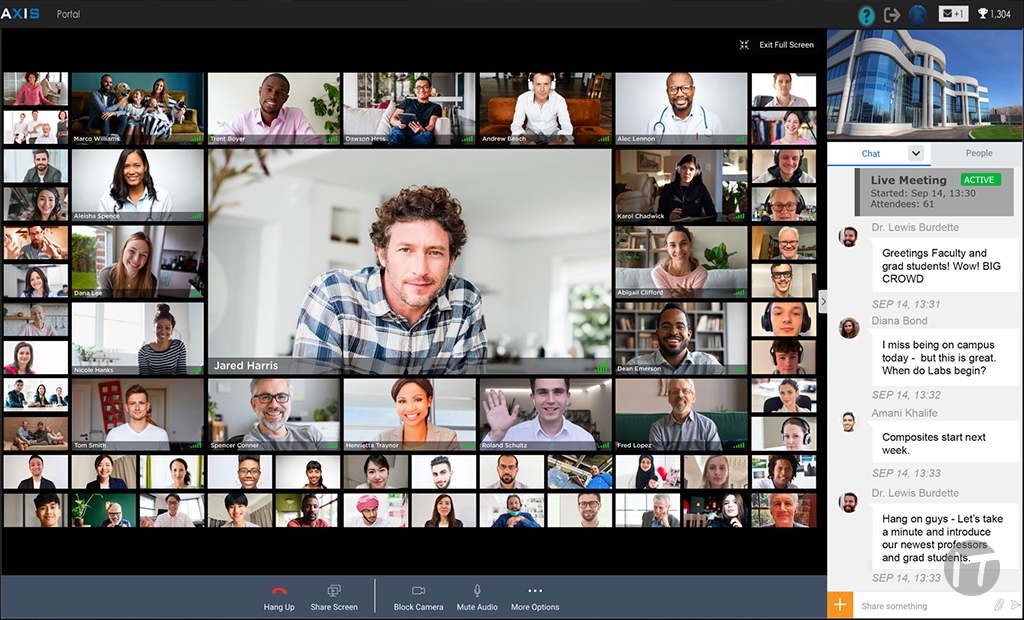 AXIS Portal
? +1 1,304
Exit Full Screen
Marco Williams
Trent Boyer
Dawson Hess
Andrew Beach
Alec Lennon
Aleisha Spence
Karol Chadwick
Dana Lee
Abigail Clifford
Nicole Hanks
Jared Harris
Dean Emerson
Tom Smith
Spencer Conner
Henrietta Traynor
Roland Schultz
Fred Lopez
Hang Up
Share Screen
Block Camera
Mute Audio
More Options
Chat
People
Live Meeting ACTIVE
Started: Sep 14, 13:30
Attendees: 61
Dr. Lewis Burdette
Greetings Faculty and
grad students! Wow! BIG
CROWD
SEP 14, 13:31
Diana Bond
I miss being on campus
today - but this is great.
When do Labs begin?
SEP 14, 13:32
Amani Khalife
Composites start next
week.
SEP 14, 13:33
Dr. Lewis Burdette
Hang on guys - Let's take
a minute and introduce
our newest professors
and grad students.
SEP 14, 13:33
IT
+ Share something